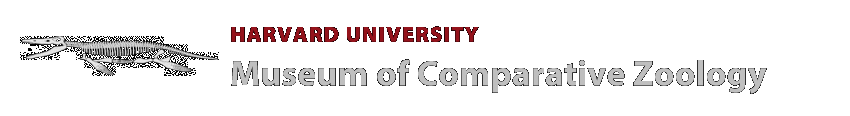 HARVARD UNIVERSITY
Museum of Comparative Zoology